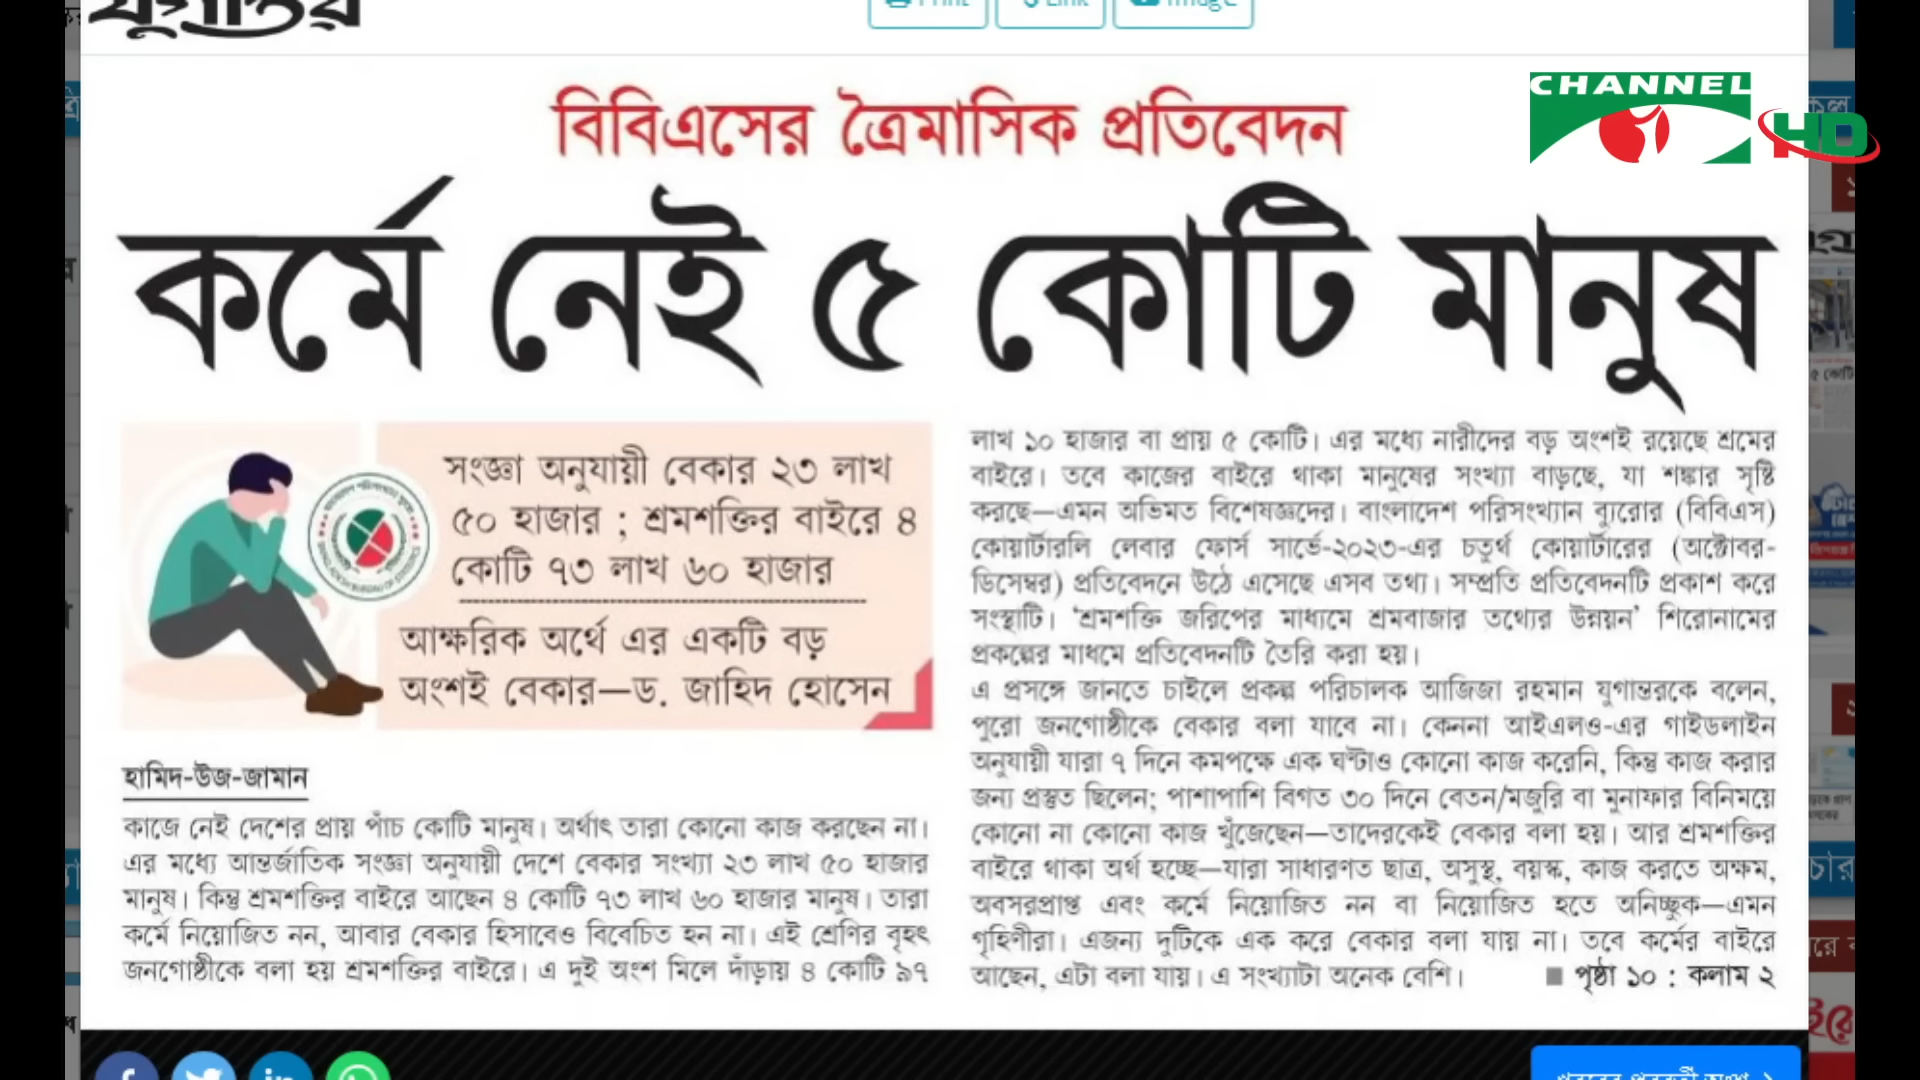 যুগান্তর
Print
Link
Image
CHANNEL
HD
বিবিএসের ত্রৈমাসিক প্রতিবেদন
কর্মে নেই ৫ কোটি মানুষ
সংজ্ঞা অনুযায়ী বেকার ২৩ লাখ
৫০ হাজার ; শ্রমশক্তির বাইরে ৪
কোটি ৭৩ লাখ ৬০ হাজার
আক্ষরিক অর্থে এর একটি বড়
অংশই বেকার—ড. জাহিদ হোসেন
হামিদ-উজ-জামান
কাজে নেই দেশের প্রায় পাঁচ কোটি মানুষ। অর্থাৎ তারা কোনো কাজ করছেন না।
এর মধ্যে আন্তর্জাতিক সংজ্ঞা অনুযায়ী দেশে বেকার সংখ্যা ২৩ লাখ ৫০ হাজার
মানুষ। কিন্তু শ্রমশক্তির বাইরে আছেন ৪ কোটি ৭৩ লাখ ৬০ হাজার মানুষ। তারা
কর্মে নিয়োজিত নন, আবার বেকার হিসাবেও বিবেচিত হন না। এই শ্রেণির বৃহৎ
জনগোষ্ঠীকে বলা হয় শ্রমশক্তির বাইরে। এ দুই অংশ মিলে দাঁড়ায় ৪ কোটি ৯৭
লাখ ১০ হাজার বা প্রায় ৫ কোটি। এর মধ্যে নারীদের বড় অংশই রয়েছে শ্রমের
বাইরে। তবে কাজের বাইরে থাকা মানুষের সংখ্যা বাড়ছে, যা শঙ্কার সৃষ্টি
করছে—এমন অভিমত বিশেষজ্ঞদের। বাংলাদেশ পরিসংখ্যান ব্যুরোর (বিবিএস)
কোয়ার্টারলি লেবার ফোর্স সার্ভে-২০২৩-এর চতুর্থ কোয়ার্টারের (অক্টোবর-
ডিসেম্বর) প্রতিবেদনে উঠে এসেছে এসব তথ্য। সম্প্রতি প্রতিবেদনটি প্রকাশ করে
সংস্থাটি। ‘শ্রমশক্তি জরিপের মাধ্যমে শ্রমবাজার তথ্যের উন্নয়ন’ শিরোনামের
প্রকল্পের মাধমে প্রতিবেদনটি তৈরি করা হয়।
এ প্রসঙ্গে জানতে চাইলে প্রকল্প পরিচালক আজিজা রহমান যুগান্তরকে বলেন,
পুরো জনগোষ্ঠীকে বেকার বলা যাবে না। কেননা আইএলও-এর গাইডলাইন
অনুযায়ী যারা ৭ দিনে কমপক্ষে এক ঘণ্টাও কোনো কাজ করেনি, কিন্তু কাজ করার
জন্য প্রস্তুত ছিলেন; পাশাপাশি বিগত ৩০ দিনে বেতন/মজুরি বা মুনাফার বিনিময়ে
কোনো না কোনো কাজ খুঁজেছেন—তাদেরকেই বেকার বলা হয়। আর শ্রমশক্তির
বাইরে থাকা অর্থ হচ্ছে—যারা সাধারণত ছাত্র, অসুস্থ, বয়স্ক, কাজ করতে অক্ষম,
অবসরপ্রাপ্ত এবং কর্মে নিয়োজিত নন বা নিয়োজিত হতে অনিচ্ছুক—এমন
গৃহিণীরা। এজন্য দুটিকে এক করে বেকার বলা যায় না। তবে কর্মের বাইরে
আছেন, এটা বলা যায়। এ সংখ্যাটা অনেক বেশি।
■ পৃষ্ঠা ১০ : কলাম ২